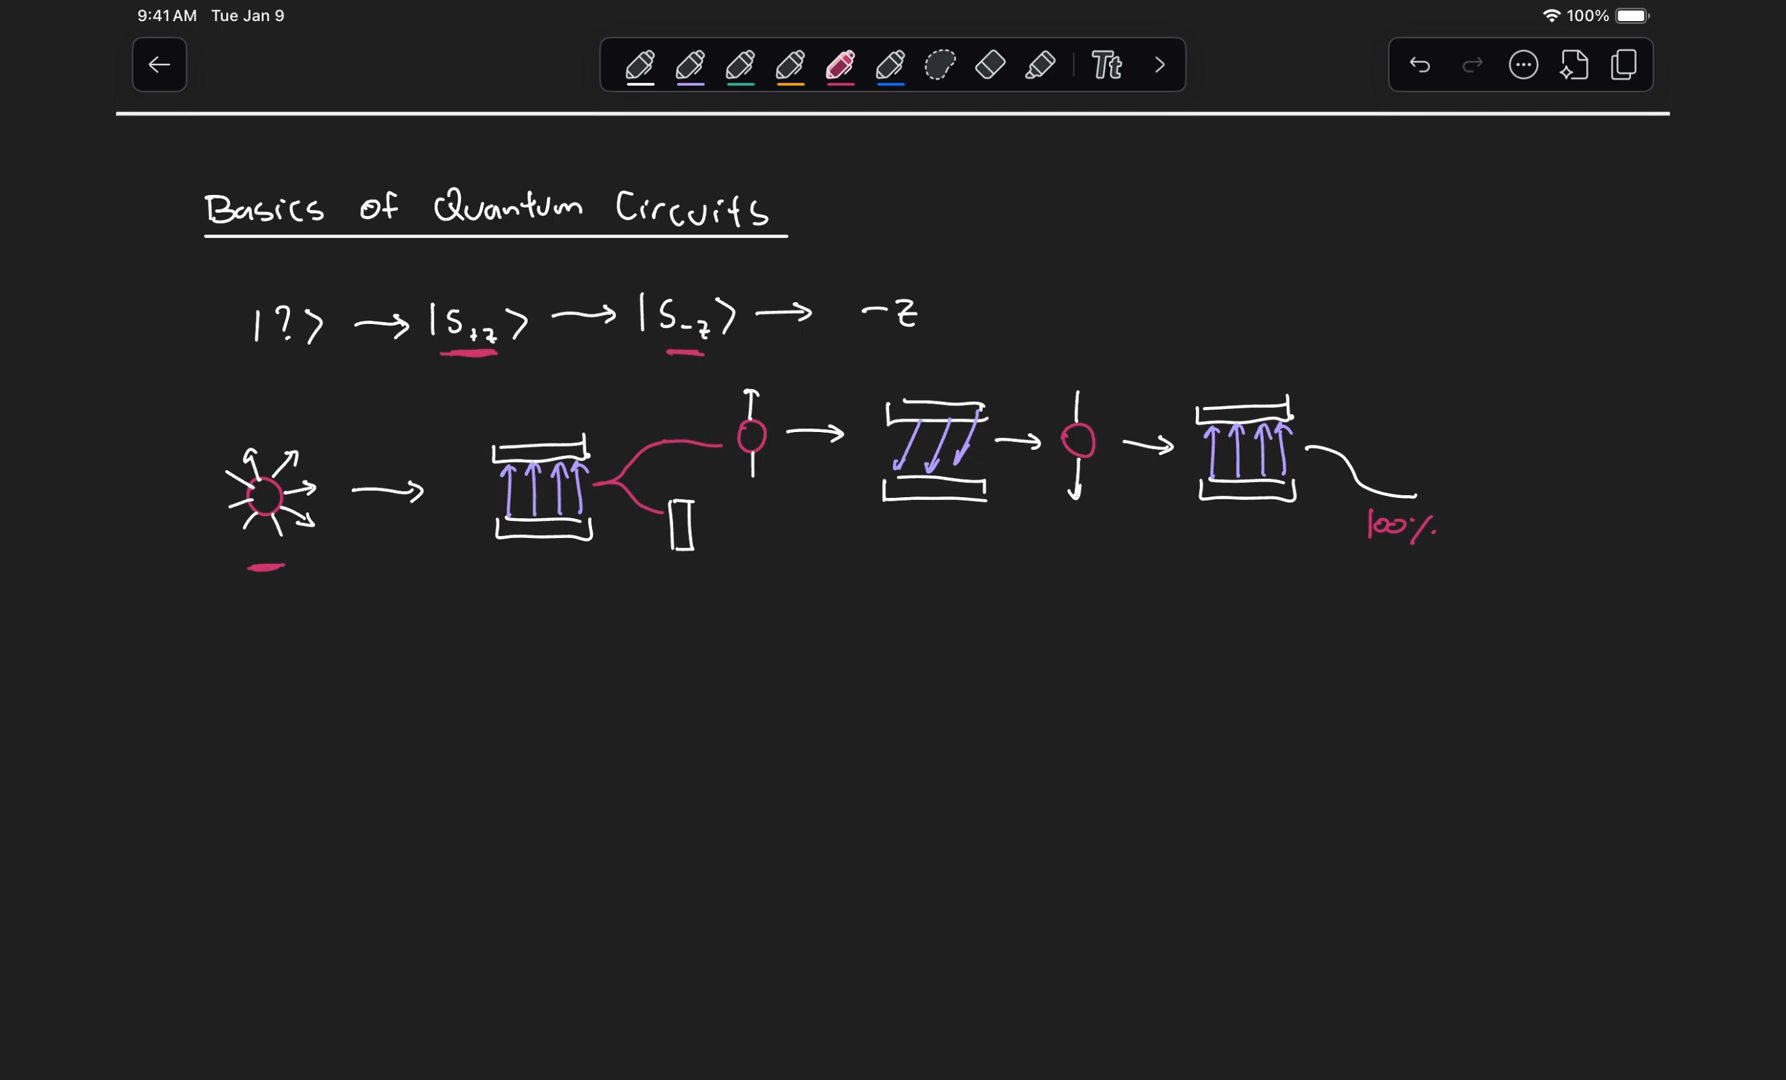 9:41 AM Tue Jan 9
100%
Tt
Basics of Quantum Circuits
|?⟩ → |S₊z⟩ → |S₋z⟩ → -z
100%